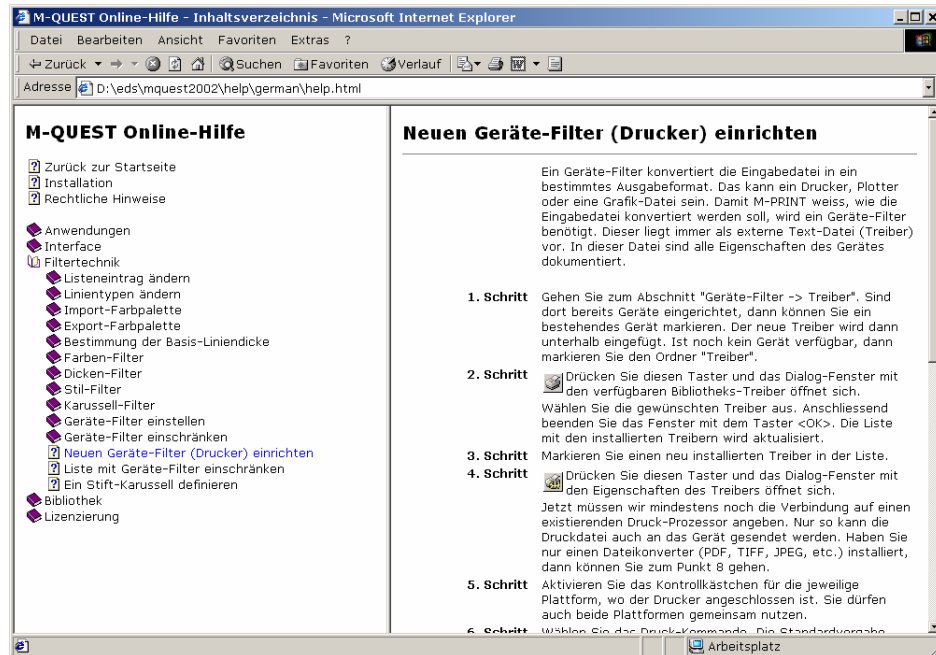 M-QUEST Online-Hilfe - Inhaltsverzeichnis - Microsoft Internet Explorer
Datei Bearbeiten Ansicht Favoriten Extras ?
Zurück Suchen Favoriten Verlauf
Adresse D:\eds\mquest2002\help\german\help.html
M-QUEST Online-Hilfe
Zurück zur Startseite
Installation
Rechtliche Hinweise
Anwendungen
Interface
Filtertechnik
Listeneintrag ändern
Linientypen ändern
Import-Farbpalette
Export-Farbpalette
Bestimmung der Basis-Liniendicke
Farben-Filter
Dicken-Filter
Stil-Filter
Karussell-Filter
Geräte-Filter einstellen
Geräte-Filter einschränken
Neuen Geräte-Filter (Drucker) einrichten
Liste mit Geräte-Filter einschränken
Ein Stift-Karussell definieren
Bibliothek
Lizenzierung
Neuen Geräte-Filter (Drucker) einrichten
Ein Geräte-Filter konvertiert die Eingabedatei in ein
bestimmtes Ausgabeformat. Das kann ein Drucker, Plotter
oder eine Grafik-Datei sein. Damit M-PRINT weiss, wie die
Eingabedatei konvertiert werden soll, wird ein Geräte-Filter
benötigt. Dieser liegt immer als externe Text-Datei (Treiber)
vor. In dieser Datei sind alle Eigenschaften des Gerätes
dokumentiert.
1. Schritt Gehen Sie zum Abschnitt "Geräte-Filter -> Treiber". Sind
dort bereits Geräte eingerichtet, dann können Sie ein
bestehendes Gerät markieren. Der neue Treiber wird dann
unterhalb eingefügt. Ist noch kein Gerät verfügbar, dann
markieren Sie den Ordner "Treiber".
2. Schritt Drücken Sie diesen Taster und das Dialog-Fenster mit
den verfügbaren Bibliotheks-Treiber öffnet sich.
Wählen Sie die gewünschten Treiber aus. Anschliessend
beenden Sie das Fenster mit dem Taster <OK>. Die Liste
mit den installierten Treibern wird aktualisiert.
3. Schritt Markieren Sie einen neu installierten Treiber in der Liste.
4. Schritt Drücken Sie diesen Taster und das Dialog-Fenster mit
den Eigenschaften des Treibers öffnet sich.
Jetzt müssen wir mindestens noch die Verbindung auf einen
existierenden Druck-Prozessor angeben. Nur so kann die
Druckdatei auch an das Gerät gesendet werden. Haben Sie
nur einen Dateikonverter (PDF, TIFF, JPEG, etc.) installiert,
dann können Sie zum Punkt 8 gehen.
5. Schritt Aktivieren Sie das Kontrollkästchen für die jeweilige
Plattform, wo der Drucker angeschlossen ist. Sie dürfen
auch beide Plattformen gemeinsam nutzen.
6. Schritt Wählen Sie das Druck-Kommando. Die Standardvorgabe
Arbeitsplatz